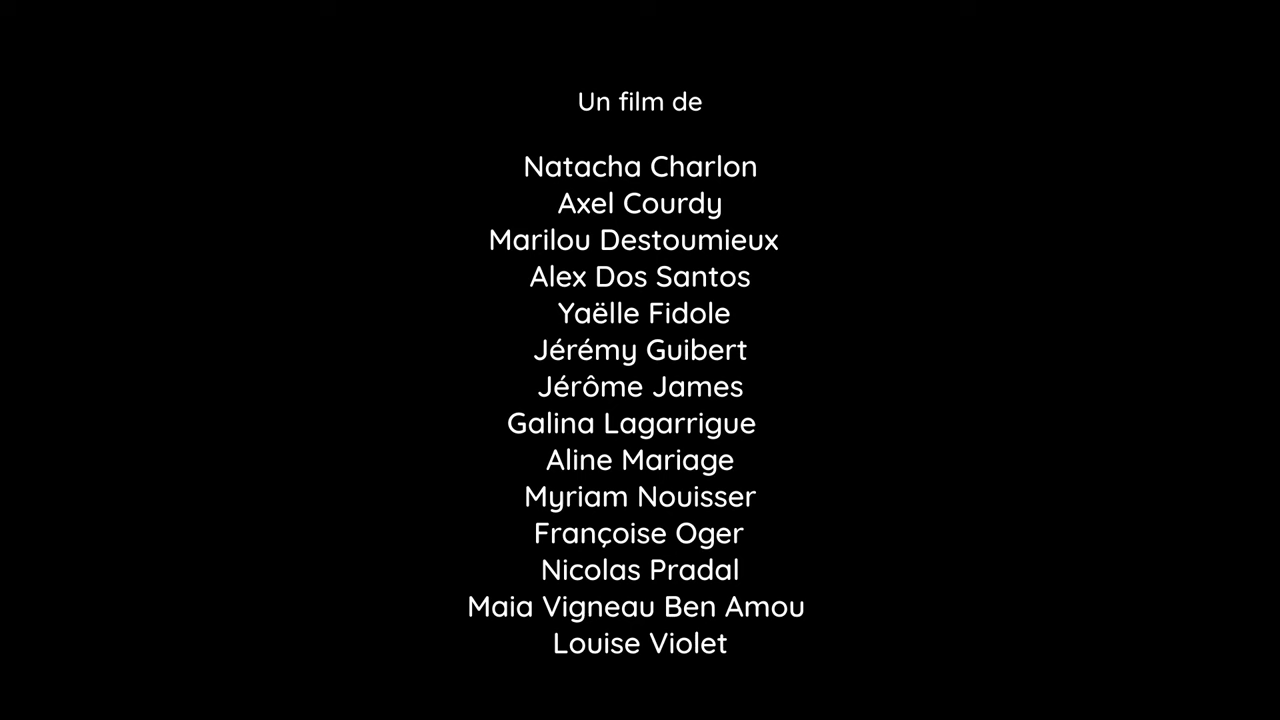 Un film de
Natacha Charlon
Axel Courdy
Marilou Destoumieux
Alex Dos Santos
Yaëlle Fidole
Jérémy Guibert
Jérôme James
Galina Lagarrigue
Aline Mariage
Myriam Nouisser
Françoise Oger
Nicolas Pradal
Maia Vigneau Ben Amou
Louise Violet